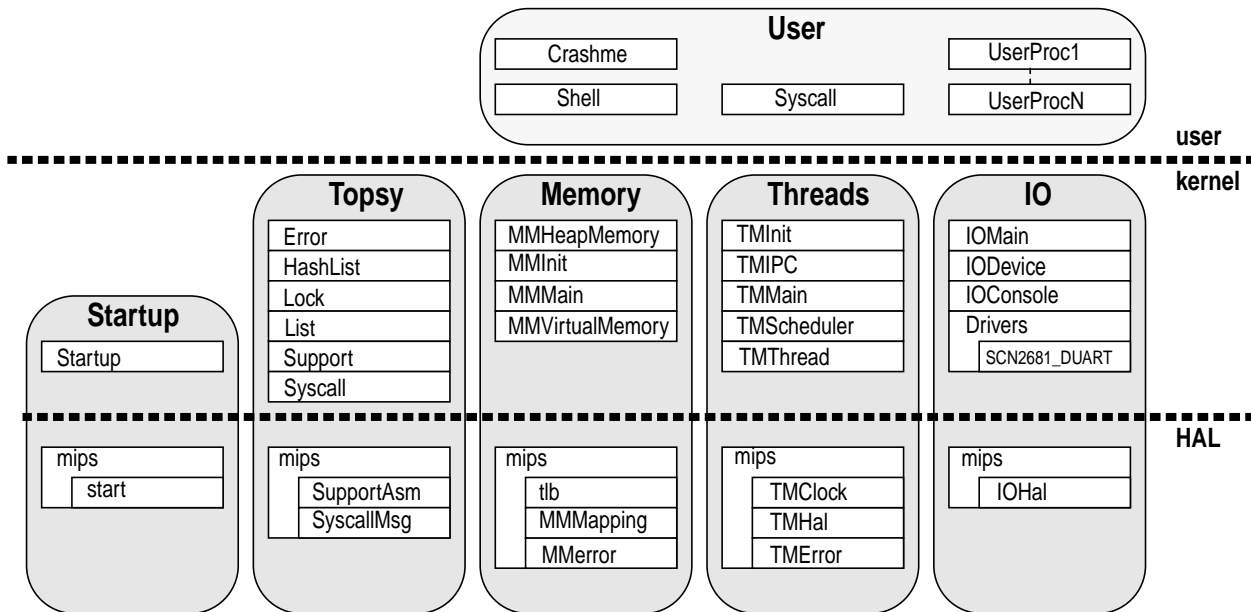 User
Crashme
Shell
Syscall
UserProc1
UserProcN
user
kernel
Startup
Startup
Topsy
Error
HashList
Lock
List
Support
Syscall
Memory
MMHeapMemory
MMInit
MMMain
MMVirtualMemory
Threads
TMInit
TMIPC
TMMain
TMScheduler
TMThread
IO
IOMain
IODevice
IOConsole
Drivers
SCN2681_DUART
HAL
mips
start
mips
SupportAsm
SyscallMsg
mips
tlb
MMMapping
MMerror
mips
TMClock
TMHal
TMError
mips
IOHal